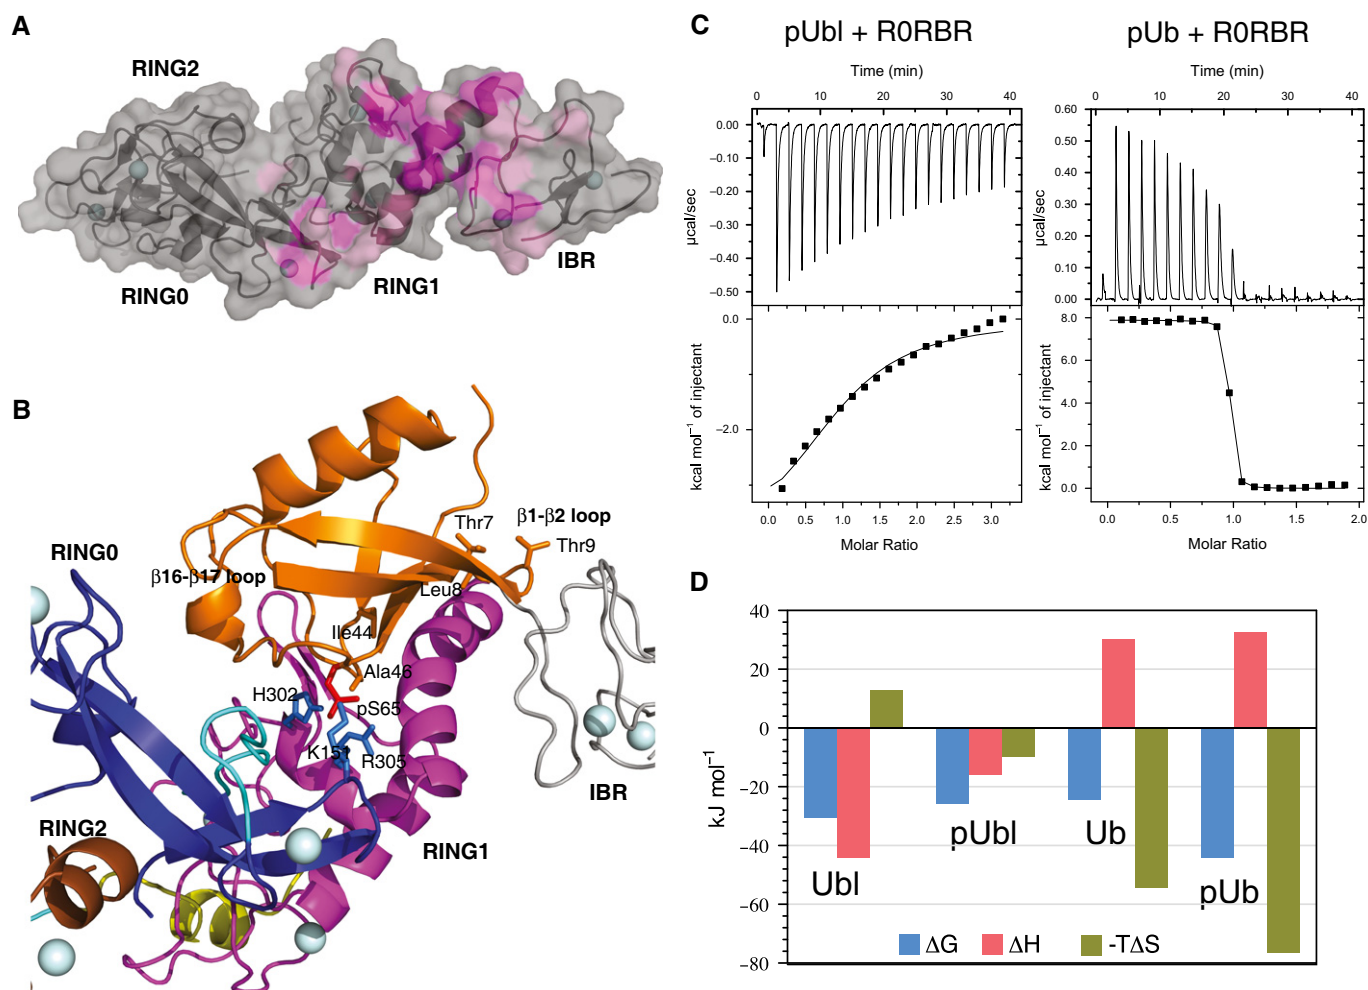 A
RING2
RING0
RING1
IBR
B
RING0
β16-β17 loop
Thr7
β1-β2 loop
Thr9
Leu8
Ile44
Ala46
H302
pS65
K151
R305
IBR
RING2
RING1
C
pUbl + R0RBR
Time (min)
0 10 20 30 40
0.00
−0.10
−0.20
−0.30
−0.40
−0.50
µcal/sec
0.0
−2.0
kcal mol⁻¹ of injectant
0.0 0.5 1.0 1.5 2.0 2.5 3.0
Molar Ratio
pUb + R0RBR
Time (min)
0 10 20 30 40
0.60
0.50
0.40
0.30
0.20
0.10
0.00
µcal/sec
8.0
6.0
4.0
2.0
0.0
kcal mol⁻¹ of injectant
0.0 0.5 1.0 1.5 2.0
Molar Ratio
D
40
20
0
−20
−40
−60
−80
kJ mol⁻¹
Ubl
pUbl
Ub
pUb
ΔG ΔH -TΔS